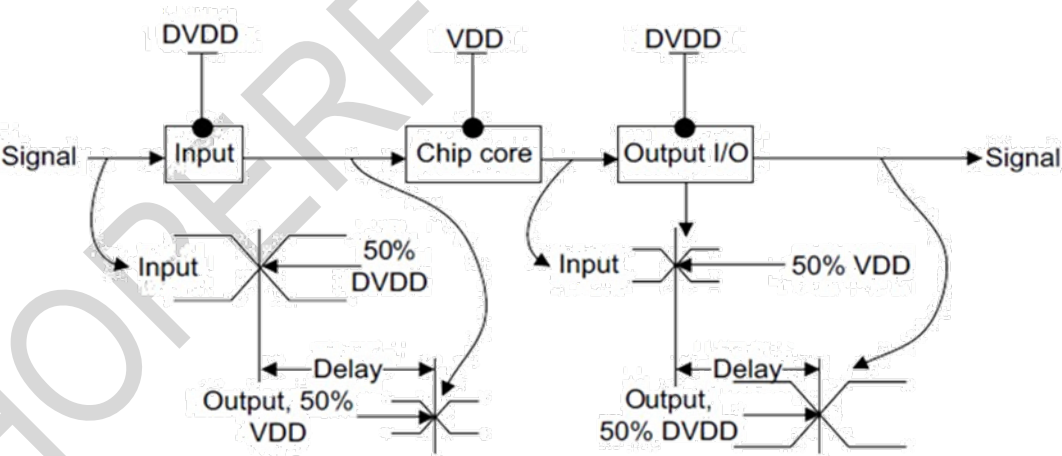 DVDD
VDD
DVDD
Signal
Input
Chip core
Output I/O
Signal
Input
50%
DVDD
Input
50% VDD
Delay
Delay
Output, 50%
VDD
Output,
50% DVDD